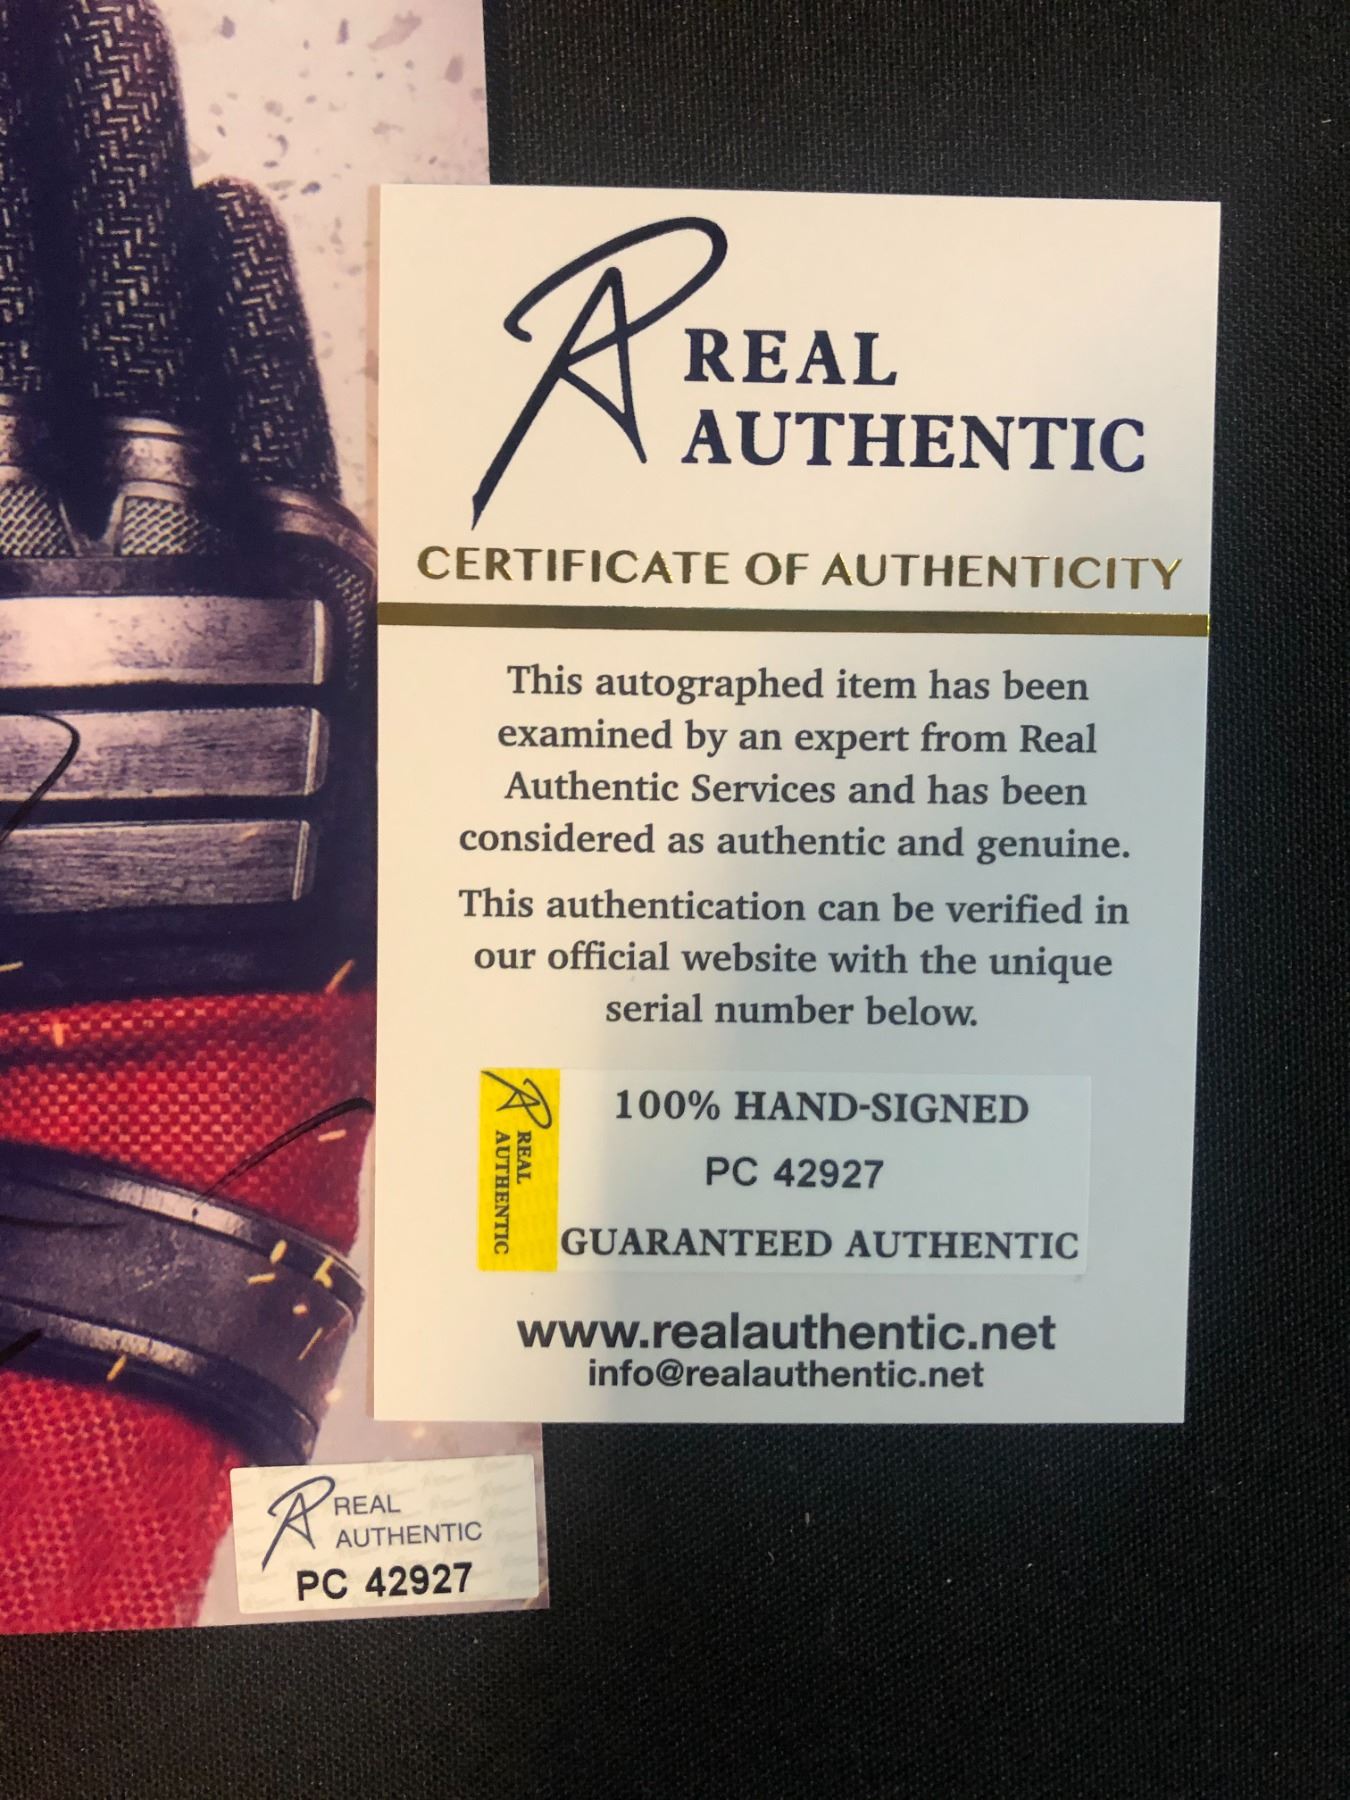 REAL
AUTHENTIC
CERTIFICATE OF AUTHENTICITY
This autographed item has been
examined by an expert from Real
Authentic Services and has been
considered as authentic and genuine.
This authentication can be verified in
our official website with the unique
serial number below.
REAL
AUTHENTIC
100% HAND-SIGNED
PC 42927
GUARANTEED AUTHENTIC
www.realauthentic.net
info@realauthentic.net
REAL
AUTHENTIC
PC 42927